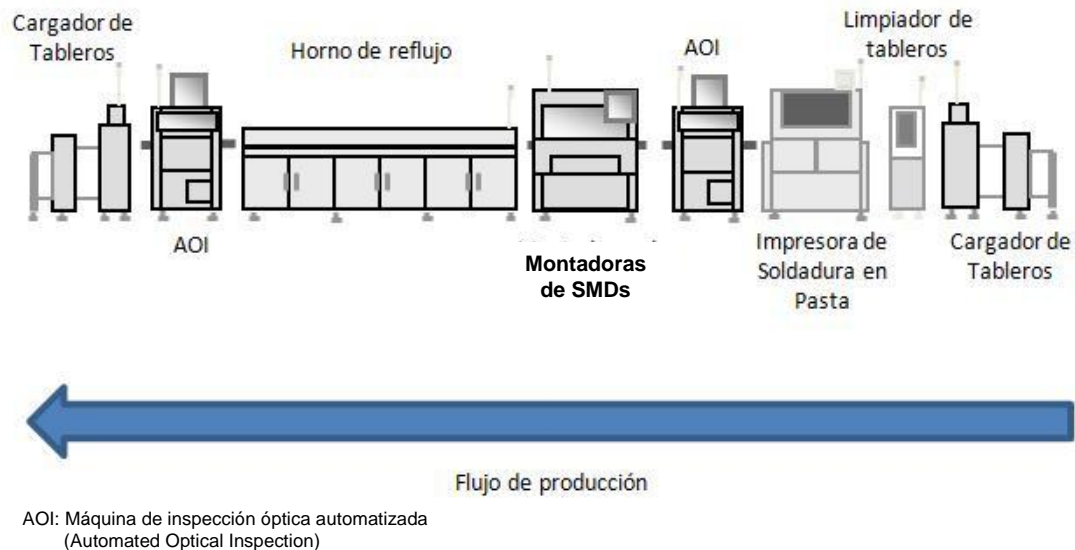 Cargador de
Tableros
Horno de reflujo
AOI
Limpiador de
tableros
AOI
Montadoras
de SMDs
Impresora de
Soldadura en
Pasta
Cargador de
Tableros
Flujo de producción
AOI: Máquina de inspección óptica automatizada
(Automated Optical Inspection)